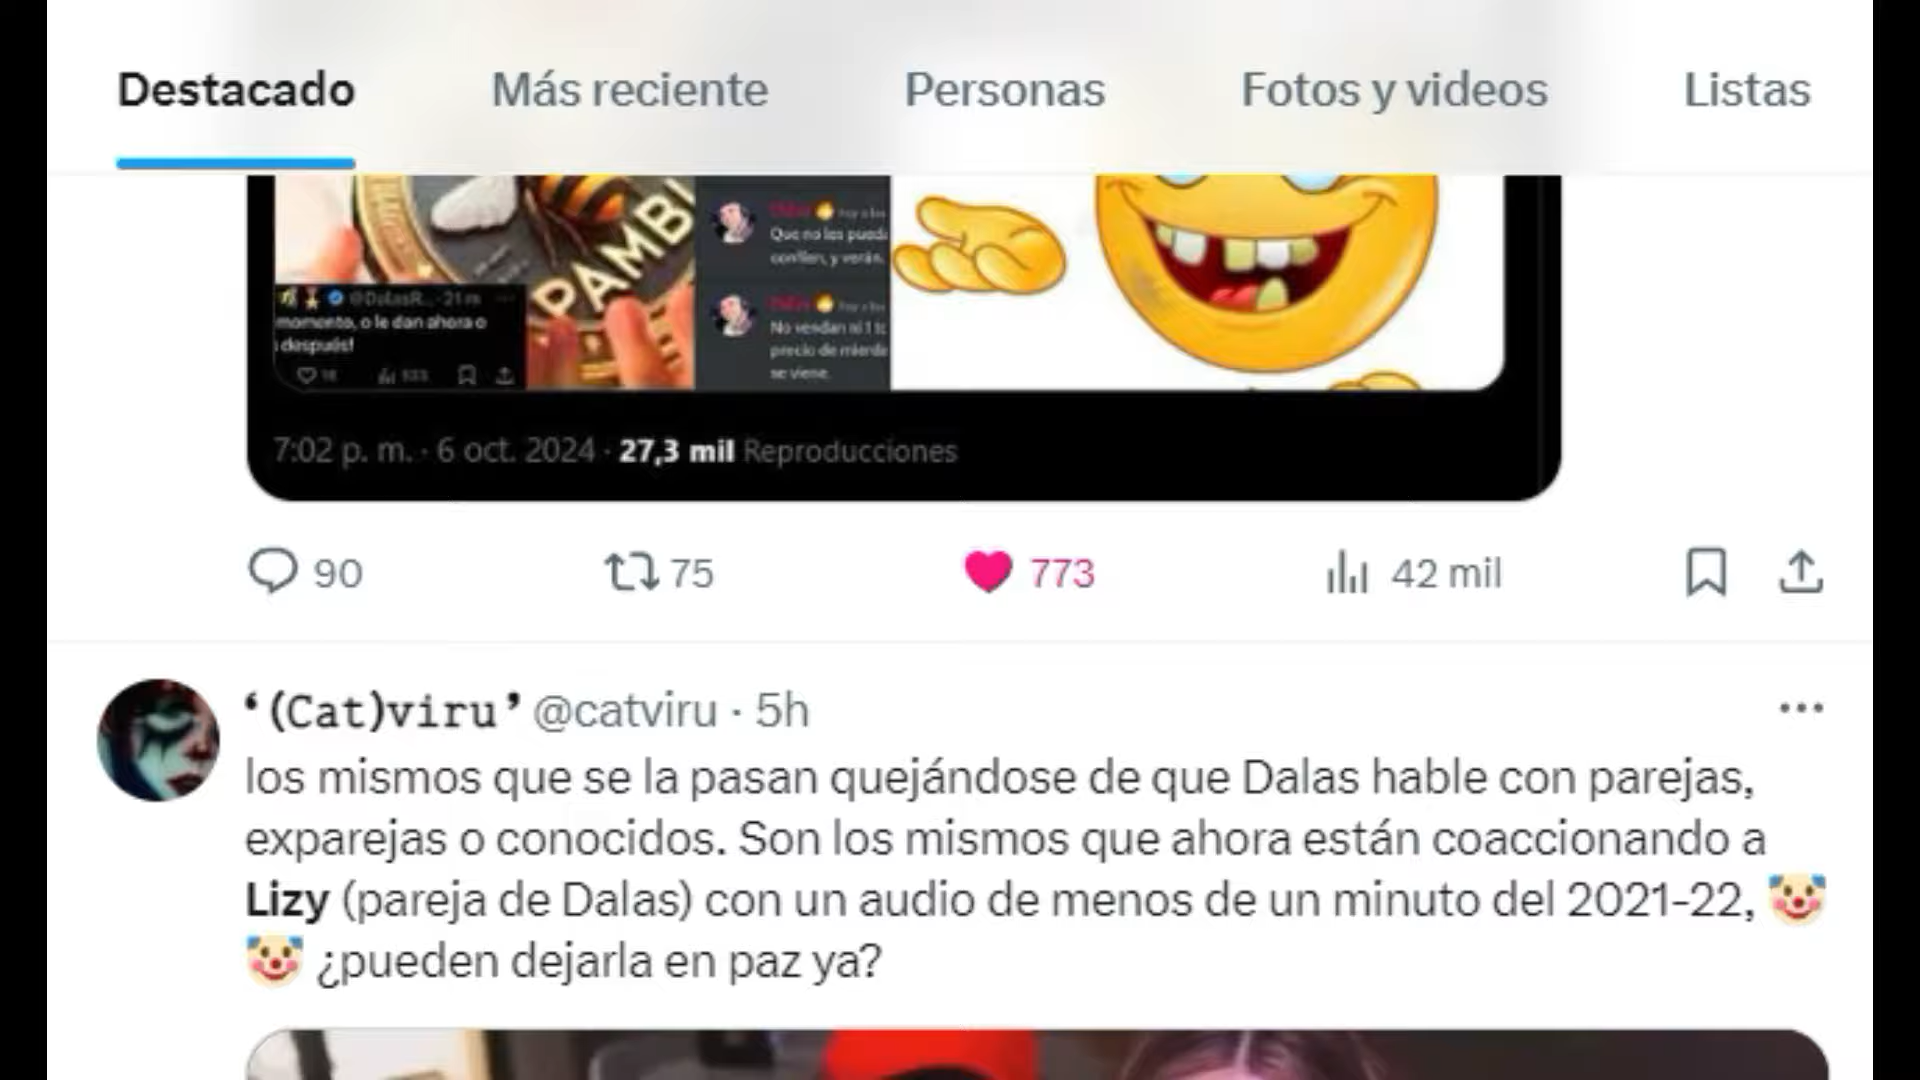 Destacado Más reciente Personas Fotos y videos Listas
PAMBI
Que no les pueda
confíen, y verán.
@DalasR... · 21 m
momento, o le dan ahora o
después!
No vendan ni 1 t
precio de mierda
se viene.
7:02 p. m. · 6 oct. 2024 · 27,3 mil Reproducciones
90 75 773 42 mil
‘(Cat)viru’ @catviru · 5h
los mismos que se la pasan quejándose de que Dalas hable con parejas,
exparejas o conocidos. Son los mismos que ahora están coaccionando a
Lizy (pareja de Dalas) con un audio de menos de un minuto del 2021-22, 🤡
🤡 ¿pueden dejarla en paz ya?